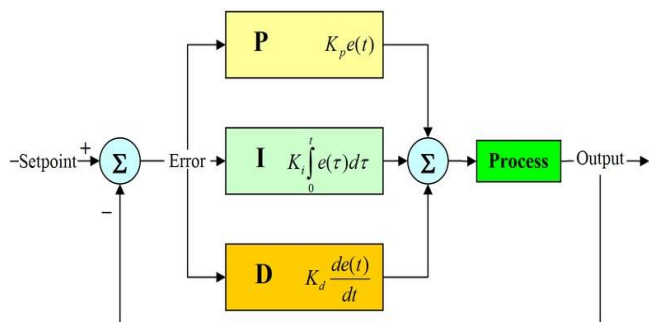 P K_p e(t)
+
–Setpoint Σ Error I K_i ∫_0^t e(τ)dτ Σ Process Output
–
D K_d de(t)/dt